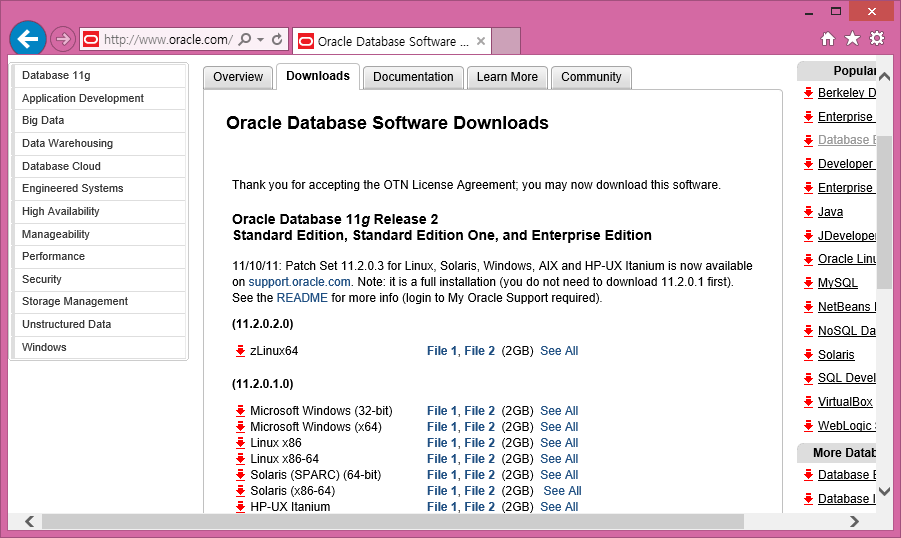 http://www.oracle.com/
Oracle Database Software ...
Database 11g
Application Development
Big Data
Data Warehousing
Database Cloud
Engineered Systems
High Availability
Manageability
Performance
Security
Storage Management
Unstructured Data
Windows
Overview
Downloads
Documentation
Learn More
Community
Oracle Database Software Downloads
Thank you for accepting the OTN License Agreement; you may now download this software.
Oracle Database 11g Release 2
Standard Edition, Standard Edition One, and Enterprise Edition
11/10/11: Patch Set 11.2.0.3 for Linux, Solaris, Windows, AIX and HP-UX Itanium is now available
on support.oracle.com. Note: it is a full installation (you do not need to download 11.2.0.1 first).
See the README for more info (login to My Oracle Support required).
(11.2.0.2.0)
zLinux64 File 1, File 2 (2GB) See All
(11.2.0.1.0)
Microsoft Windows (32-bit) File 1, File 2 (2GB) See All
Microsoft Windows (x64) File 1, File 2 (2GB) See All
Linux x86 File 1, File 2 (2GB) See All
Linux x86-64 File 1, File 2 (2GB) See All
Solaris (SPARC) (64-bit) File 1, File 2 (2GB) See All
Solaris (x86-64) File 1, File 2 (2GB) See All
HP-UX Itanium File 1, File 2 (2GB) See All
Popular
Berkeley D
Enterprise
Database E
Developer
Enterprise
Java
JDeveloper
Oracle Linu
MySQL
NetBeans I
NoSQL Da
Solaris
SQL Devel
VirtualBox
WebLogic S
More Datab
Database E
Database I